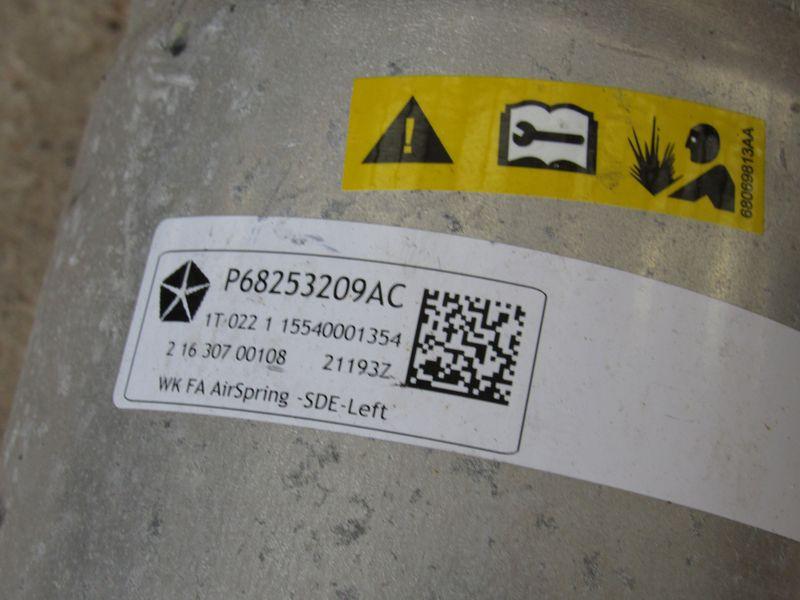 68069813AA
P68253209AC
1T 022 1 15540001354
2 16 307 00108 21193Z
WK FA AirSpring -SDE-Left